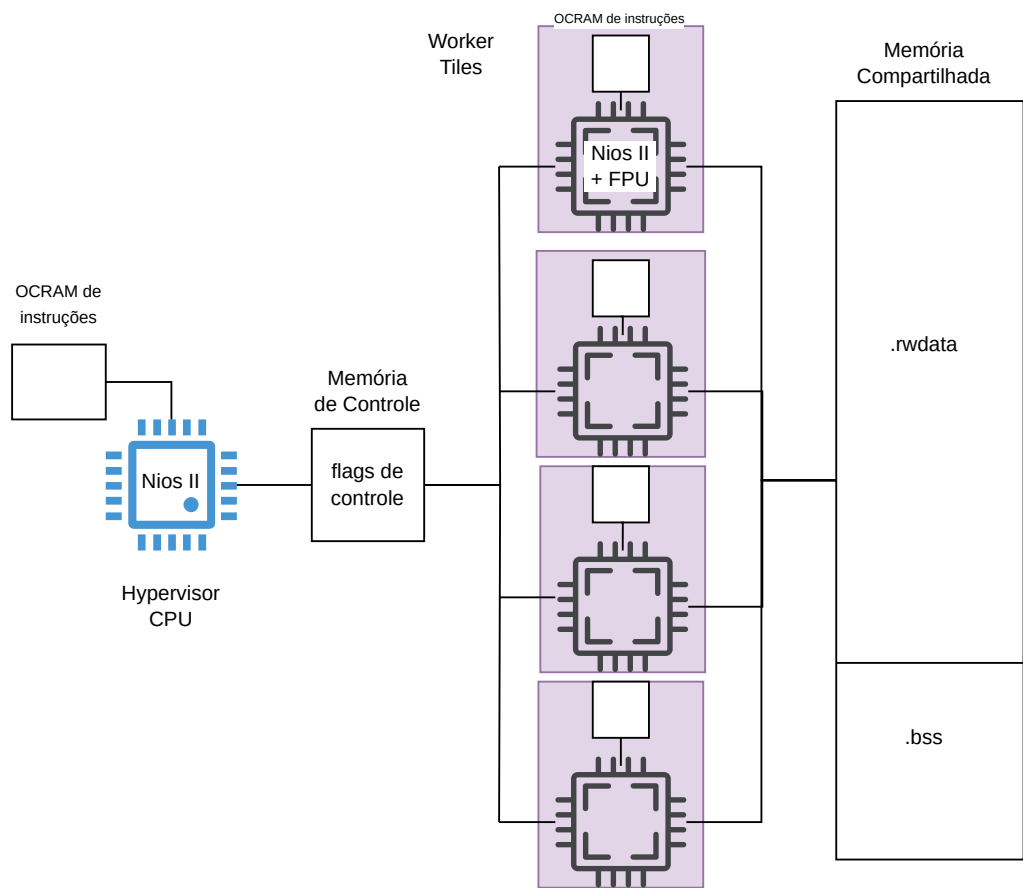 OCRAM de instruções
Worker
Tiles
Memória
Compartilhada
Nios II
+ FPU
OCRAM de
instruções
.rwdata
Memória
de Controle
flags de
controle
Nios II
Hypervisor
CPU
.bss